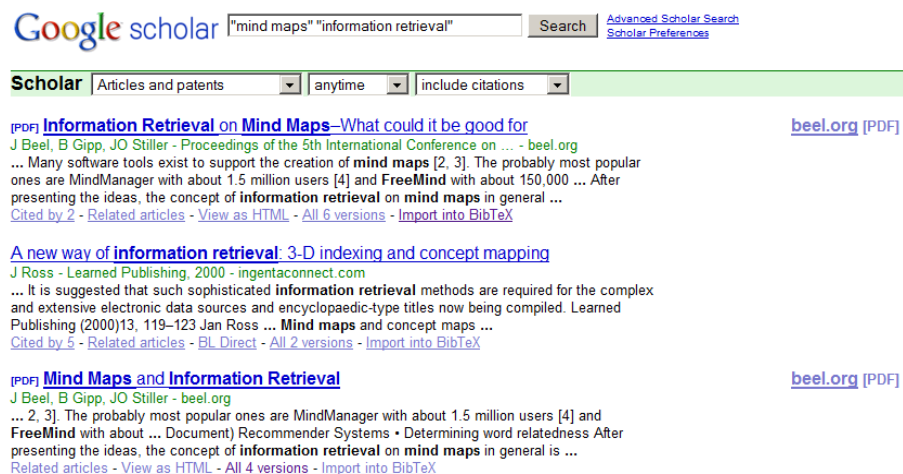 Google scholar "mind maps" "information retrieval" Search Advanced Scholar Search
Scholar Preferences
Scholar Articles and patents anytime include citations
[PDF] Information Retrieval on Mind Maps–What could it be good for beel.org [PDF]
J Beel, B Gipp, JO Stiller - Proceedings of the 5th International Conference on ... - beel.org
... Many software tools exist to support the creation of mind maps [2, 3]. The probably most popular
ones are MindManager with about 1.5 million users [4] and FreeMind with about 150,000 ... After
presenting the ideas, the concept of information retrieval on mind maps in general ...
Cited by 2 - Related articles - View as HTML - All 6 versions - Import into BibTeX
A new way of information retrieval: 3-D indexing and concept mapping
J Ross - Learned Publishing, 2000 - ingentaconnect.com
... It is suggested that such sophisticated information retrieval methods are required for the complex
and extensive electronic data sources and encyclopaedic-type titles now being compiled. Learned
Publishing (2000)13, 119–123 Jan Ross ... Mind maps and concept maps ...
Cited by 5 - Related articles - BL Direct - All 2 versions - Import into BibTeX
[PDF] Mind Maps and Information Retrieval beel.org [PDF]
J Beel, B Gipp, JO Stiller - beel.org
... 2, 3]. The probably most popular ones are MindManager with about 1.5 million users [4] and
FreeMind with about ... Document) Recommender Systems • Determining word relatedness After
presenting the ideas, the concept of information retrieval on mind maps in general is ...
Related articles - View as HTML - All 4 versions - Import into BibTeX